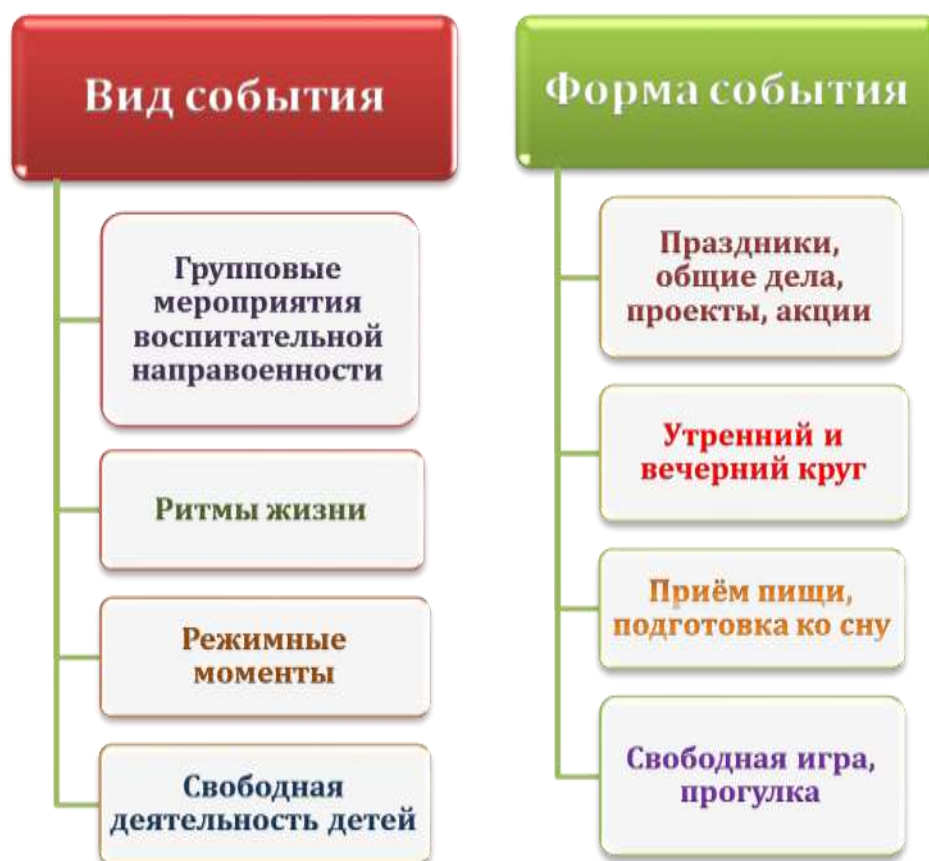 Вид события
Групповые
мероприятия
воспитательной
направоенности
Ритмы жизни
Режимные
моменты
Свободная
деятельность детей
Форма события
Праздники,
общие дела,
проекты, акции
Утренний и
вечерний круг
Приём пищи,
подготовка ко сну
Свободная игра,
прогулка